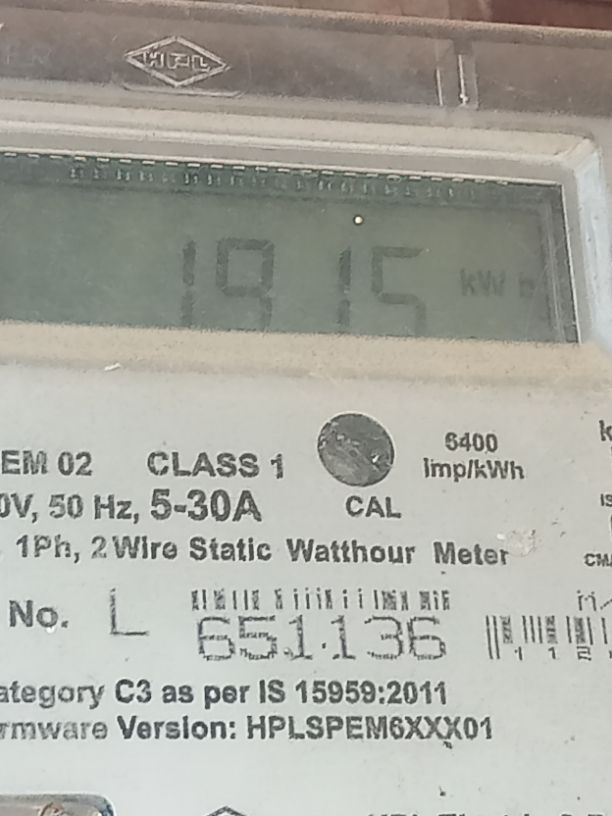 HPL
1915 kWh
EM 02 CLASS 1
6400
imp/kWh
0V, 50 Hz, 5-30A
CAL
1Ph, 2 Wire Static Watthour Meter
No. L 651136
ategory C3 as per IS 15959:2011
rmware Version: HPLSPEM6XXX01